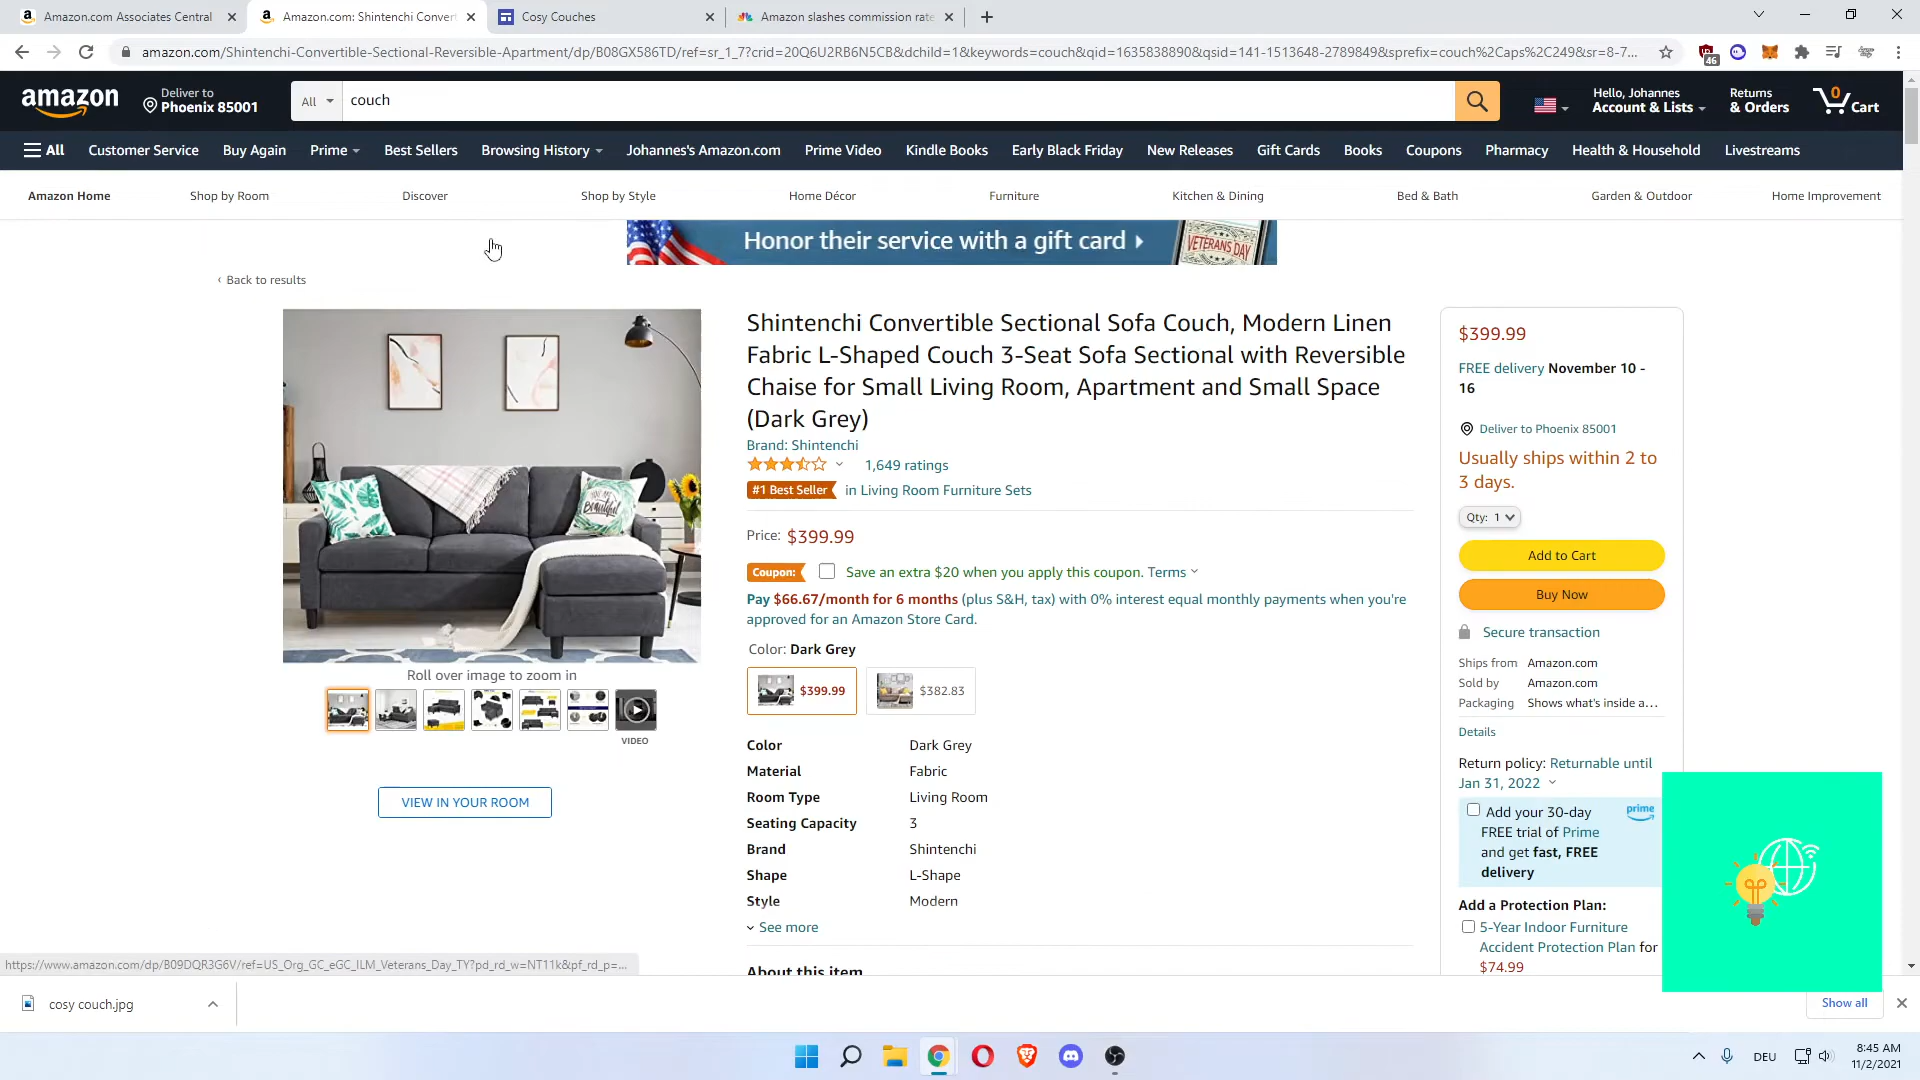 Amazon.com Associates Central
Amazon.com: Shintenchi Convert
Cosy Couches
Amazon slashes commission rate
amazon.com/Shintenchi-Convertible-Sectional-Reversible-Apartment/dp/B08GX586TD/ref=sr_1_7?crid=20Q6U2RB6N5CB&dchild=1&keywords=couch&qid=1635838890&qsid=141-1513648-2789849&sprefix=couch%2Caps%2C249&sr=8-7...
46
amazon
Deliver to
Phoenix 85001
All
couch
Hello, Johannes
Account & Lists
Returns
& Orders
0
Cart
All
Customer Service
Buy Again
Prime
Best Sellers
Browsing History
Johannes's Amazon.com
Prime Video
Kindle Books
Early Black Friday
New Releases
Gift Cards
Books
Coupons
Pharmacy
Health & Household
Livestreams
Amazon Home
Shop by Room
Discover
Shop by Style
Home Décor
Furniture
Kitchen & Dining
Bed & Bath
Garden & Outdoor
Home Improvement
Honor their service with a gift card
VETERANS DAY
‹ Back to results
Shintenchi Convertible Sectional Sofa Couch, Modern Linen
Fabric L-Shaped Couch 3-Seat Sofa Sectional with Reversible
Chaise for Small Living Room, Apartment and Small Space
(Dark Grey)
Brand: Shintenchi
1,649 ratings
#1 Best Seller
in Living Room Furniture Sets
Price: $399.99
Coupon:
Save an extra $20 when you apply this coupon. Terms
Pay $66.67/month for 6 months (plus S&H, tax) with 0% interest equal monthly payments when you're
approved for an Amazon Store Card.
Color: Dark Grey
$399.99
$382.83
Color Dark Grey
Material Fabric
Room Type Living Room
Seating Capacity 3
Brand Shintenchi
Shape L-Shape
Style Modern
See more
About this item
Beautiful
Roll over image to zoom in
VIDEO
VIEW IN YOUR ROOM
$399.99
FREE delivery November 10 -
16
Deliver to Phoenix 85001
Usually ships within 2 to
3 days.
Qty: 1
Add to Cart
Buy Now
Secure transaction
Ships from Amazon.com
Sold by Amazon.com
Packaging Shows what's inside a...
Details
Return policy: Returnable until
Jan 31, 2022
Add your 30-day
FREE trial of Prime
and get fast, FREE
delivery
prime
Add a Protection Plan:
5-Year Indoor Furniture
Accident Protection Plan for
$74.99
https://www.amazon.com/dp/B09DQR3G6V/ref=US_Org_GC_eGC_ILM_Veterans_Day_TY?pd_rd_w=NT11k&pf_rd_p=...
cosy couch.jpg
Show all
DEU
8:45 AM
11/2/2021